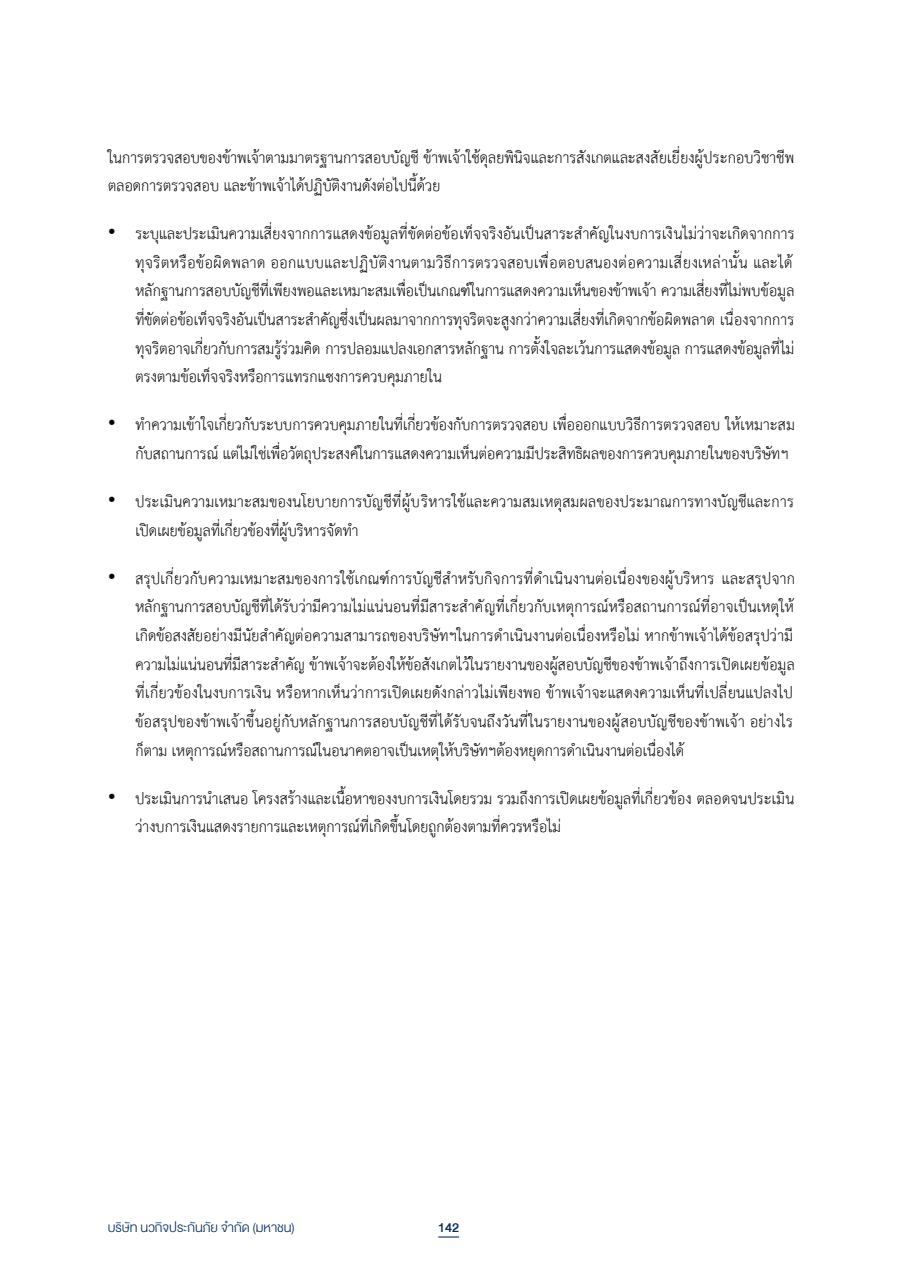 ในการตรวจสอบของข้าพเจ้าตามมาตรฐานการสอบบัญชี ข้าพเจ้าใช้ดุลยพินิจและการสังเกตและสงสัยเยี่ยงผู้ประกอบวิชาชีพ
ตลอดการตรวจสอบ และข้าพเจ้าได้ปฏิบัติงานดังต่อไปนี้ด้วย
• ระบุและประเมินความเสี่ยงจากการแสดงข้อมูลที่ขัดต่อข้อเท็จจริงอันเป็นสาระสำคัญในงบการเงินไม่ว่าจะเกิดจากการ
ทุจริตหรือข้อผิดพลาด ออกแบบและปฏิบัติงานตามวิธีการตรวจสอบเพื่อตอบสนองต่อความเสี่ยงเหล่านั้น และได้
หลักฐานการสอบบัญชีที่เพียงพอและเหมาะสมเพื่อเป็นเกณฑ์ในการแสดงความเห็นของข้าพเจ้า ความเสี่ยงที่ไม่พบข้อมูล
ที่ขัดต่อข้อเท็จจริงอันเป็นสาระสำคัญซึ่งเป็นผลมาจากการทุจริตจะสูงกว่าความเสี่ยงที่เกิดจากข้อผิดพลาด เนื่องจากการ
ทุจริตอาจเกี่ยวกับการสมรู้ร่วมคิด การปลอมแปลงเอกสารหลักฐาน การตั้งใจละเว้นการแสดงข้อมูล การแสดงข้อมูลที่ไม่
ตรงตามข้อเท็จจริงหรือการแทรกแซงการควบคุมภายใน
• ทำความเข้าใจเกี่ยวกับระบบการควบคุมภายในที่เกี่ยวข้องกับการตรวจสอบ เพื่อออกแบบวิธีการตรวจสอบ ให้เหมาะสม
กับสถานการณ์ แต่ไม่ใช่เพื่อวัตถุประสงค์ในการแสดงความเห็นต่อความมีประสิทธิผลของการควบคุมภายในของบริษัทฯ
• ประเมินความเหมาะสมของนโยบายการบัญชีที่ผู้บริหารใช้และความสมเหตุสมผลของประมาณการทางบัญชีและการ
เปิดเผยข้อมูลที่เกี่ยวข้องที่ผู้บริหารจัดทำ
• สรุปเกี่ยวกับความเหมาะสมของการใช้เกณฑ์การบัญชีสำหรับกิจการที่ดำเนินงานต่อเนื่องของผู้บริหาร และสรุปจาก
หลักฐานการสอบบัญชีที่ได้รับว่ามีความไม่แน่นอนที่มีสาระสำคัญที่เกี่ยวกับเหตุการณ์หรือสถานการณ์ที่อาจเป็นเหตุให้
เกิดข้อสงสัยอย่างมีนัยสำคัญต่อความสามารถของบริษัทฯในการดำเนินงานต่อเนื่องหรือไม่ หากข้าพเจ้าได้ข้อสรุปว่ามี
ความไม่แน่นอนที่มีสาระสำคัญ ข้าพเจ้าจะต้องให้ข้อสังเกตไว้ในรายงานของผู้สอบบัญชีของข้าพเจ้าถึงการเปิดเผยข้อมูล
ที่เกี่ยวข้องในงบการเงิน หรือหากเห็นว่าการเปิดเผยดังกล่าวไม่เพียงพอ ข้าพเจ้าจะแสดงความเห็นที่เปลี่ยนแปลงไป
ข้อสรุปของข้าพเจ้าขึ้นอยู่กับหลักฐานการสอบบัญชีที่ได้รับจนถึงวันที่ในรายงานของผู้สอบบัญชีของข้าพเจ้า อย่างไร
ก็ตาม เหตุการณ์หรือสถานการณ์ในอนาคตอาจเป็นเหตุให้บริษัทฯต้องหยุดการดำเนินงานต่อเนื่องได้
• ประเมินการนำเสนอ โครงสร้างและเนื้อหาของงบการเงินโดยรวม รวมถึงการเปิดเผยข้อมูลที่เกี่ยวข้อง ตลอดจนประเมิน
ว่างบการเงินแสดงรายการและเหตุการณ์ที่เกิดขึ้นโดยถูกต้องตามที่ควรหรือไม่
บริษัท นวกิจประกันภัย จำกัด (มหาชน) 142